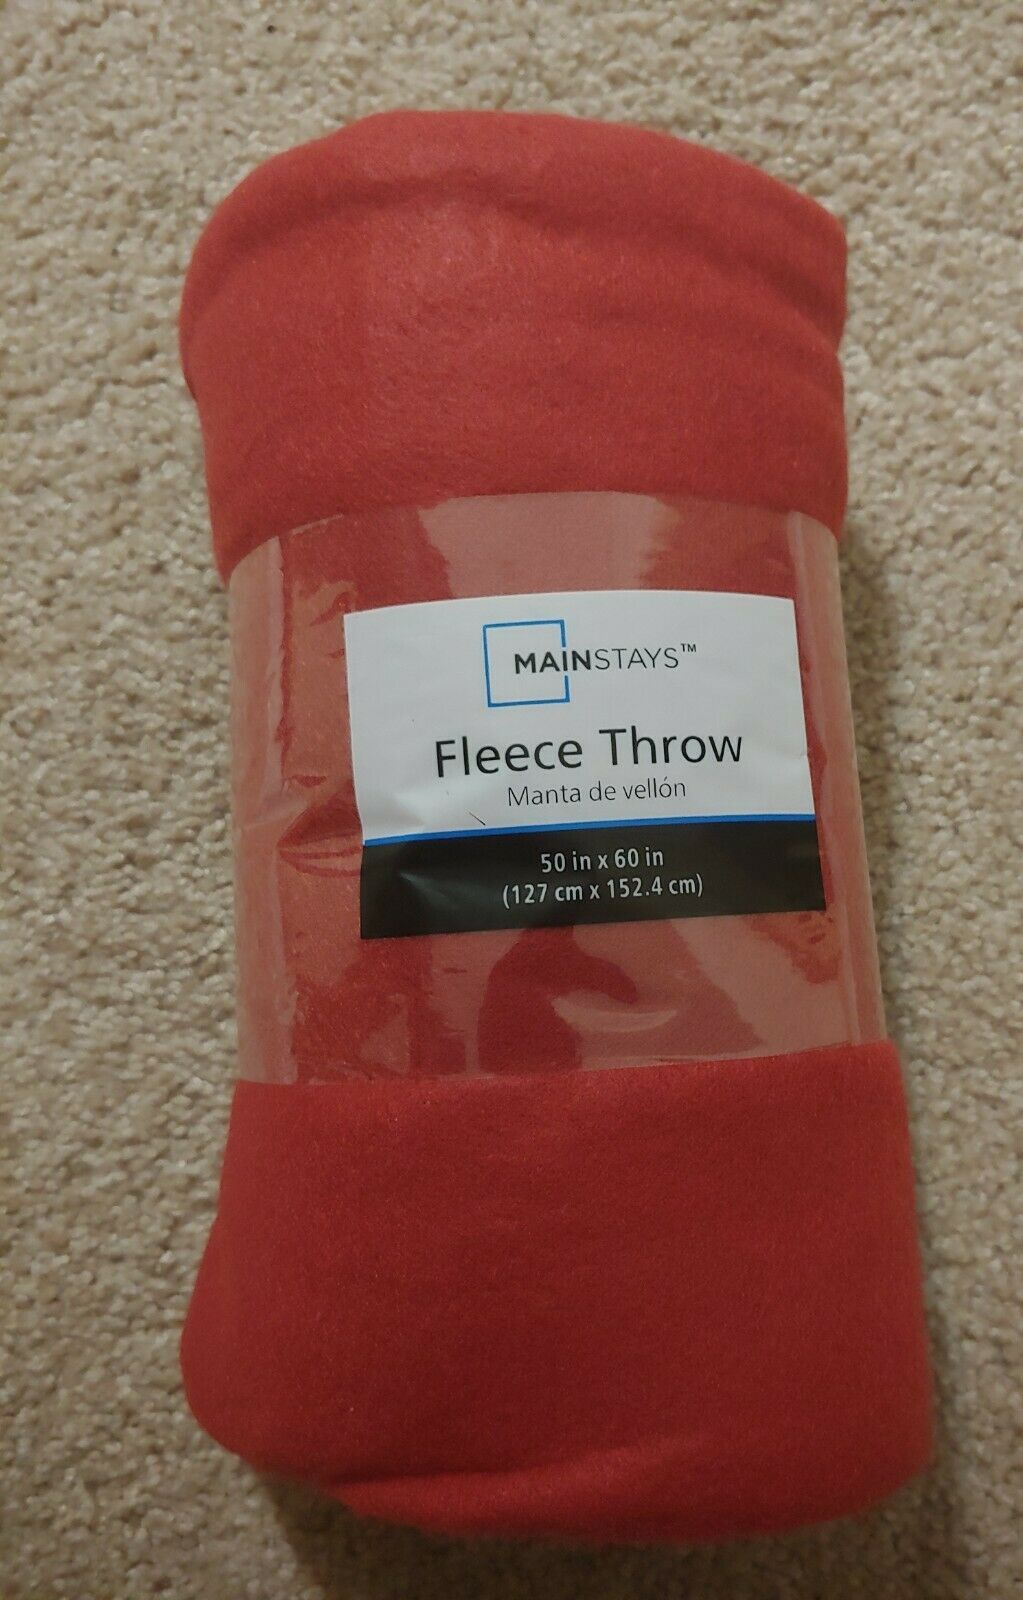 MAINSTAYS™
Fleece Throw
Manta de vellón
50 in x 60 in
(127 cm x 152.4 cm)